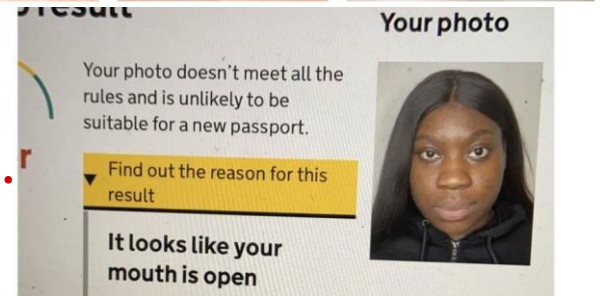 result
Your photo
Your photo doesn't meet all the
rules and is unlikely to be
suitable for a new passport.
r
Find out the reason for this
result
It looks like your
mouth is open